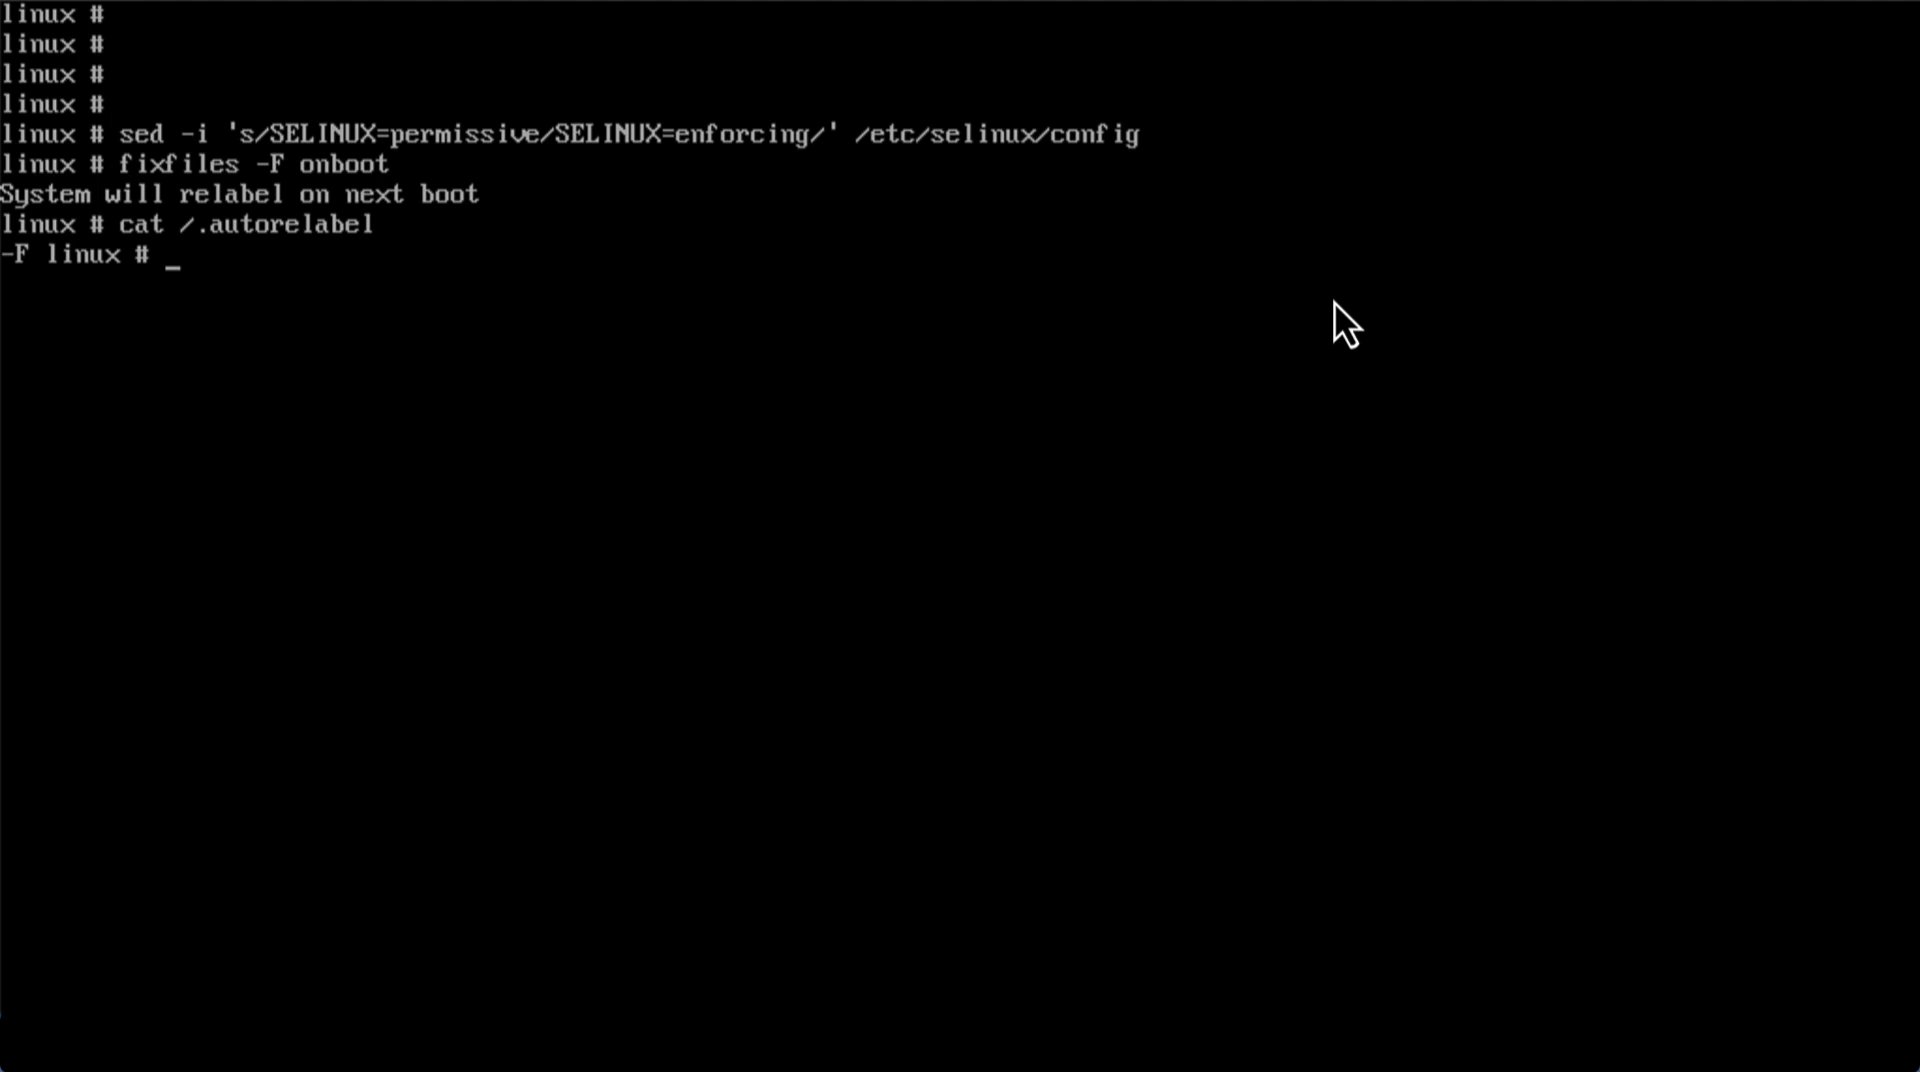 linux #
linux #
linux #
linux #
linux # sed -i 's/SELINUX=permissive/SELINUX=enforcing/' /etc/selinux/config
linux # fixfiles -F onboot
System will relabel on next boot
linux # cat /.autorelabel
-F linux # _